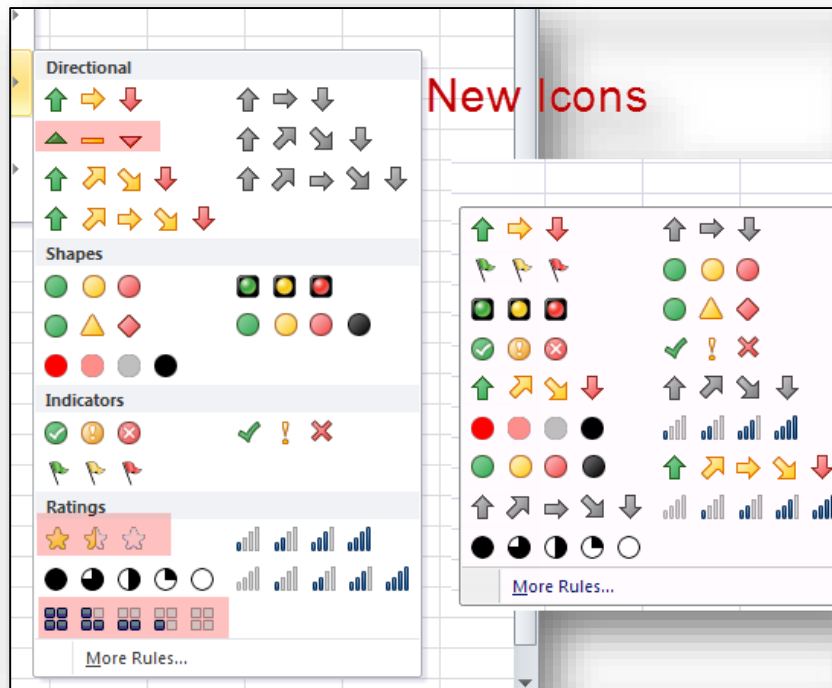 Directional
New Icons
Shapes
Indicators
Ratings
More Rules...
More Rules...